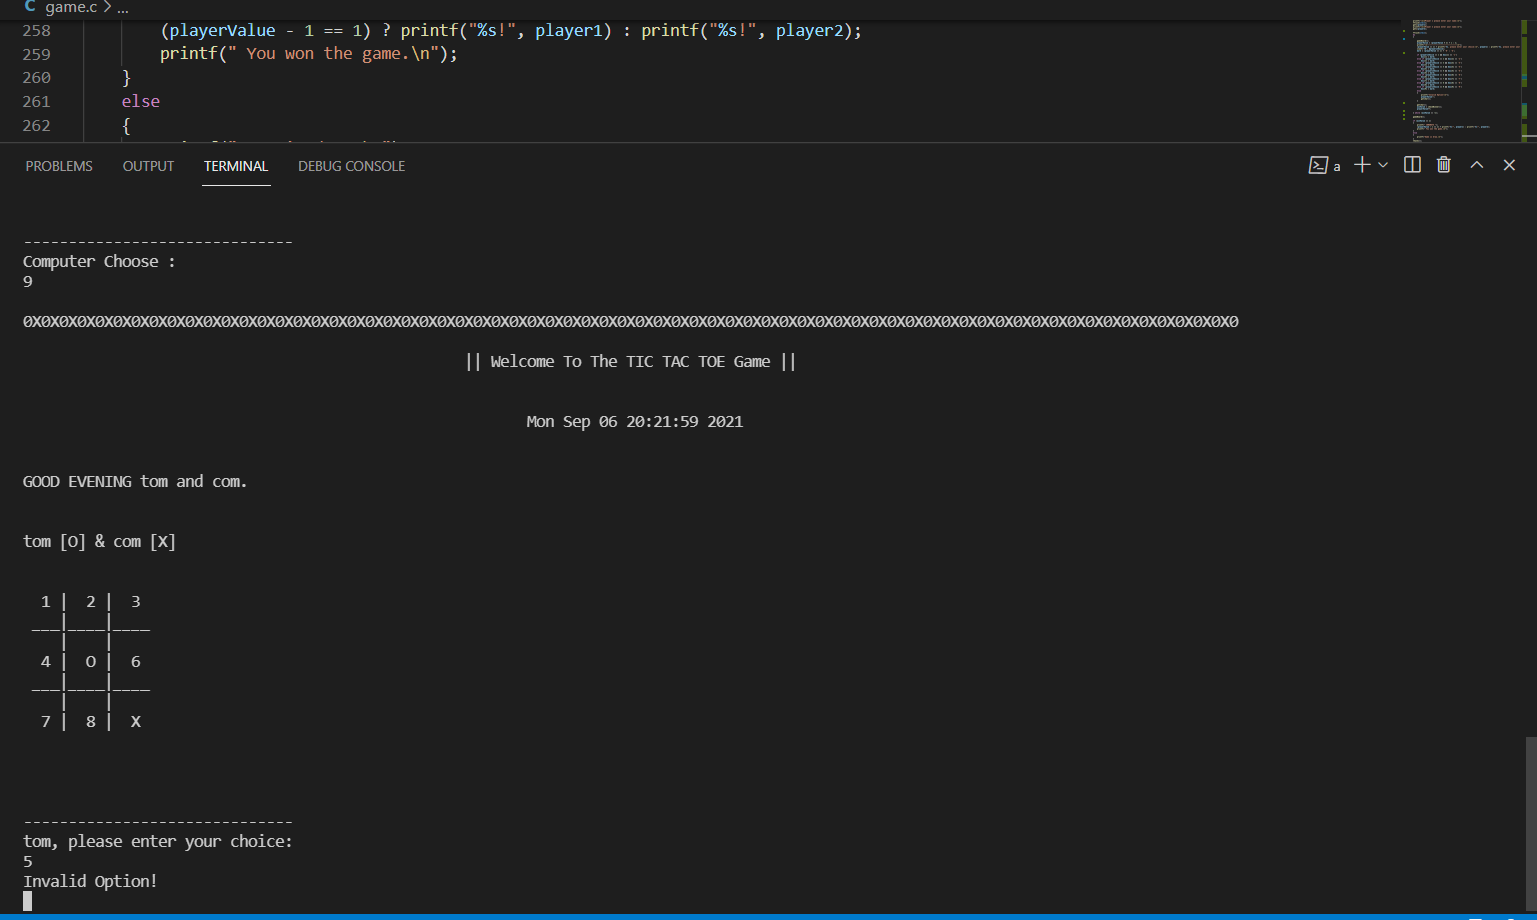 C game.c > ...
258 (playerValue - 1 == 1) ? printf("%s!", player1) : printf("%s!", player2);
259 printf(" You won the game.\n");
260 }
261 else
262 {
PROBLEMS OUTPUT TERMINAL DEBUG CONSOLE a
------------------------------
Computer Choose :
9
0X0X0X0X0X0X0X0X0X0X0X0X0X0X0X0X0X0X0X0X0X0X0X0X0X0X0X0X0X0X0X0X0X0X0X0X0X0X0X0X0X0X0X0X0X0X0X0X0X0X0X0X0X0X0X0X0X0X0X0X0X0X0X0X0X0X0X0
|| Welcome To The TIC TAC TOE Game ||
Mon Sep 06 20:21:59 2021
GOOD EVENING tom and com.
tom [O] & com [X]
1 | 2 | 3
___|____|____
| |
4 | O | 6
___|____|____
| |
7 | 8 | X
------------------------------
tom, please enter your choice:
5
Invalid Option!